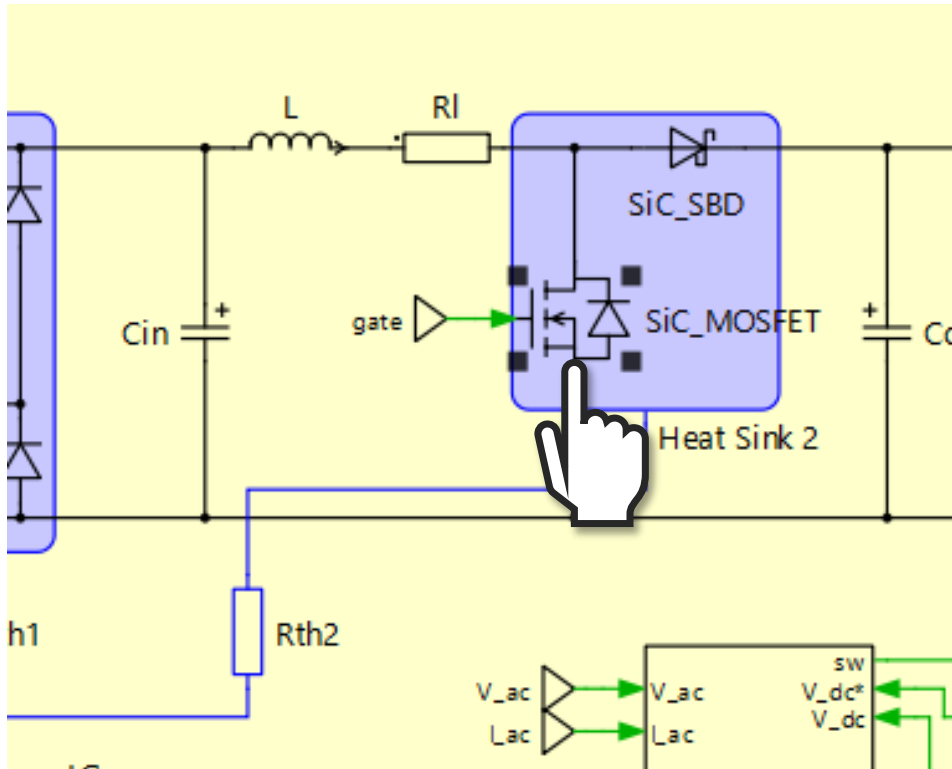 L
Rl
SiC_SBD
Cin
gate
SiC_MOSFET
Heat Sink 2
h1
Rth2
sw
V_ac
V_ac
V_dc*
V_dc
I_ac
I_ac